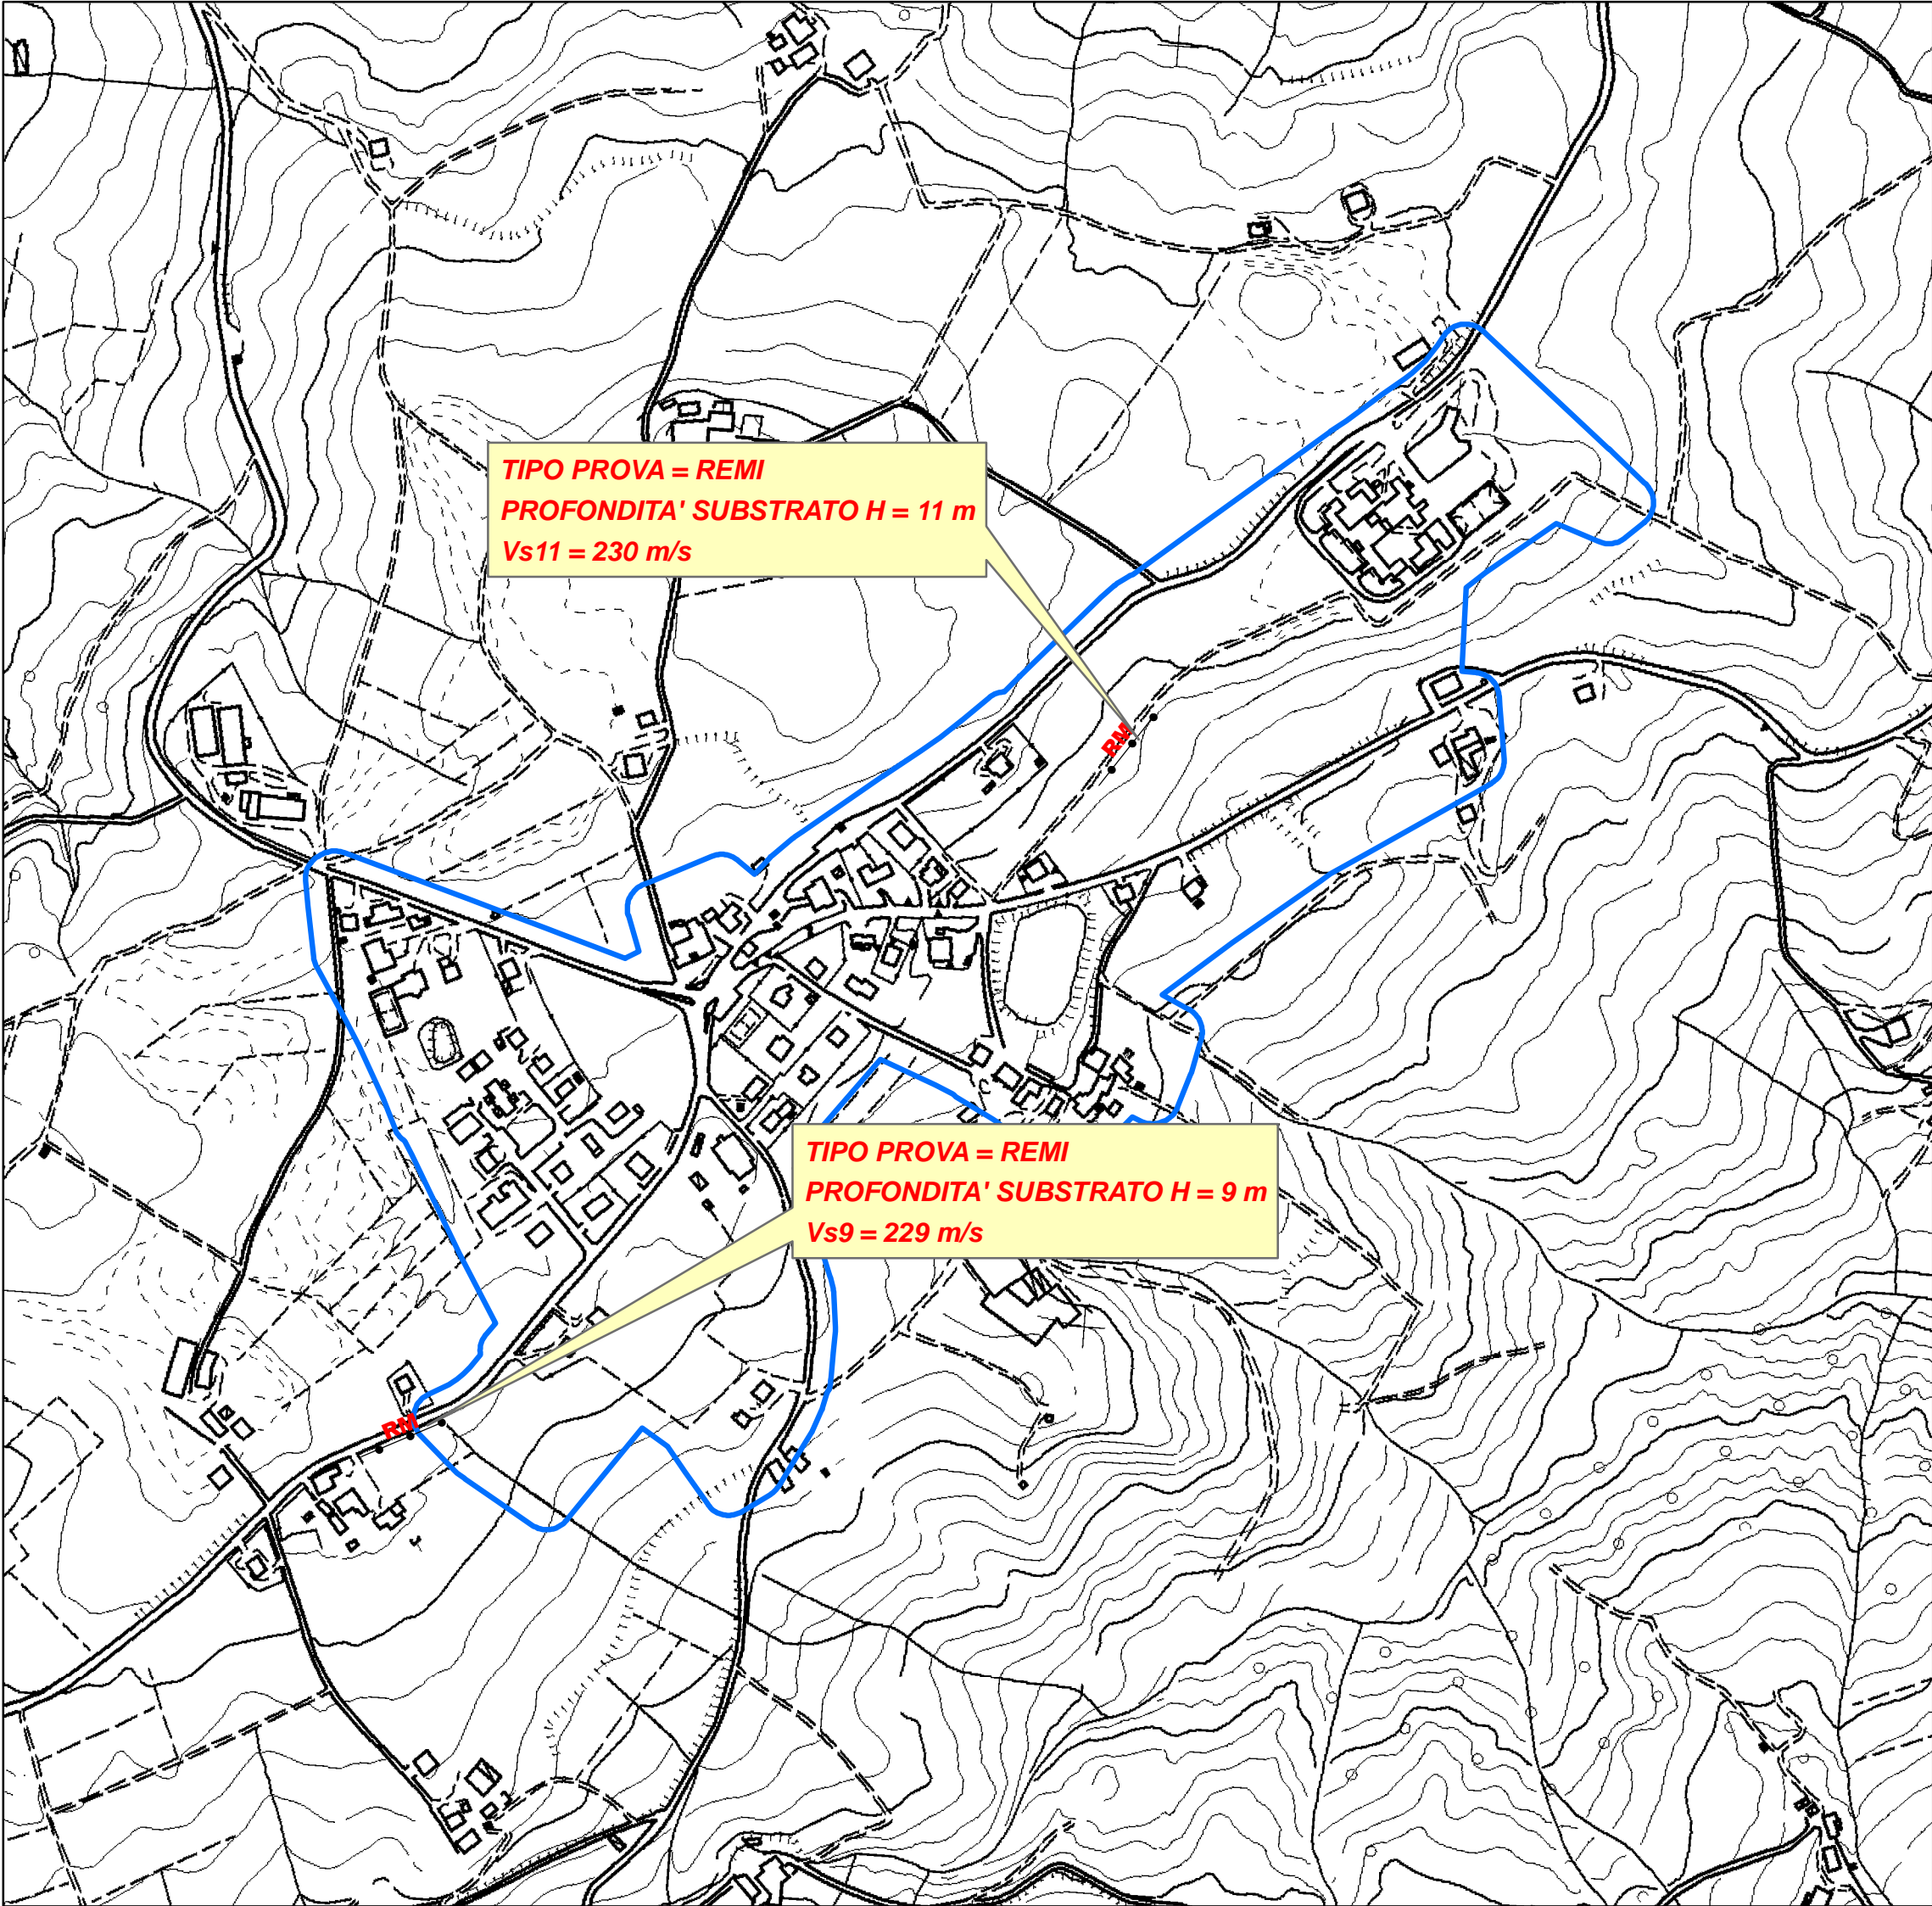 TIPO PROVA = REMI
PROFONDITA' SUBSTRATO H = 11 m
Vs11 = 230 m/s
RM
TIPO PROVA = REMI
PROFONDITA' SUBSTRATO H = 9 m
Vs9 = 229 m/s
RM